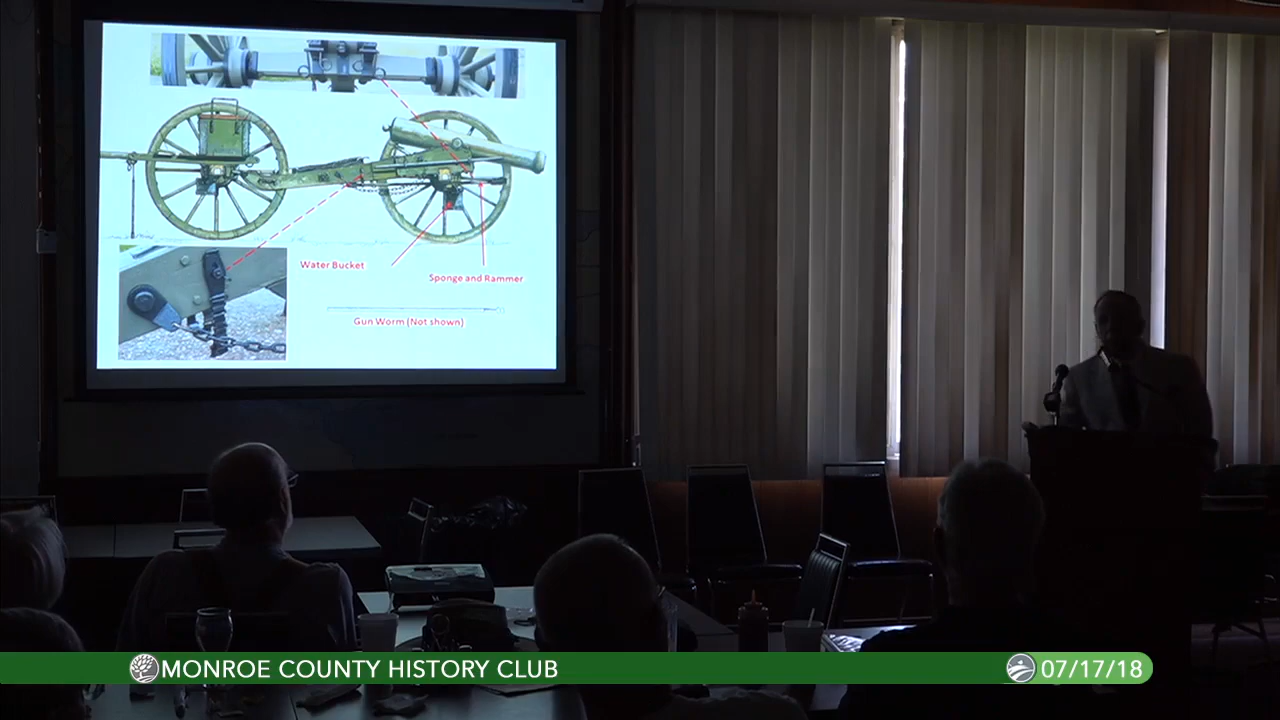 Water Bucket
Sponge and Rammer
Gun Worm (Not shown)
MONROE COUNTY HISTORY CLUB
07/17/18